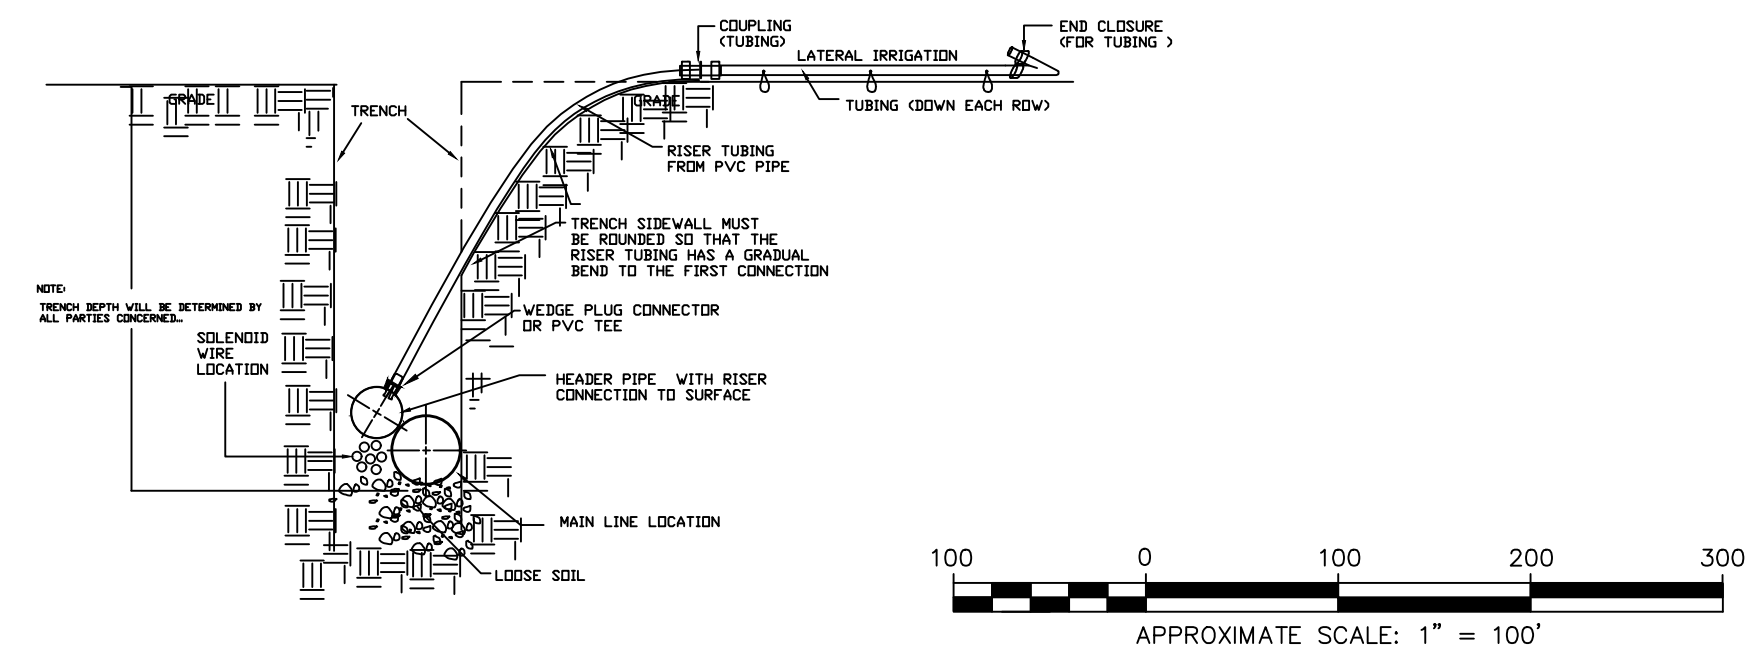 COUPLING
(TUBING)
END CLOSURE
(FOR TUBING )
LATERAL IRRIGATION
GRADE
GRADE
TRENCH
TUBING (DOWN EACH ROW)
RISER TUBING
FROM PVC PIPE
TRENCH SIDEWALL MUST
BE ROUNDED SO THAT THE
RISER TUBING HAS A GRADUAL
BEND TO THE FIRST CONNECTION
NOTE:
TRENCH DEPTH WILL BE DETERMINED BY
ALL PARTIES CONCERNED...
WEDGE PLUG CONNECTOR
OR PVC TEE
SOLENOID
WIRE
LOCATION
HEADER PIPE WITH RISER
CONNECTION TO SURFACE
MAIN LINE LOCATION
LOOSE SOIL
100 0 100 200 300
APPROXIMATE SCALE: 1" = 100'